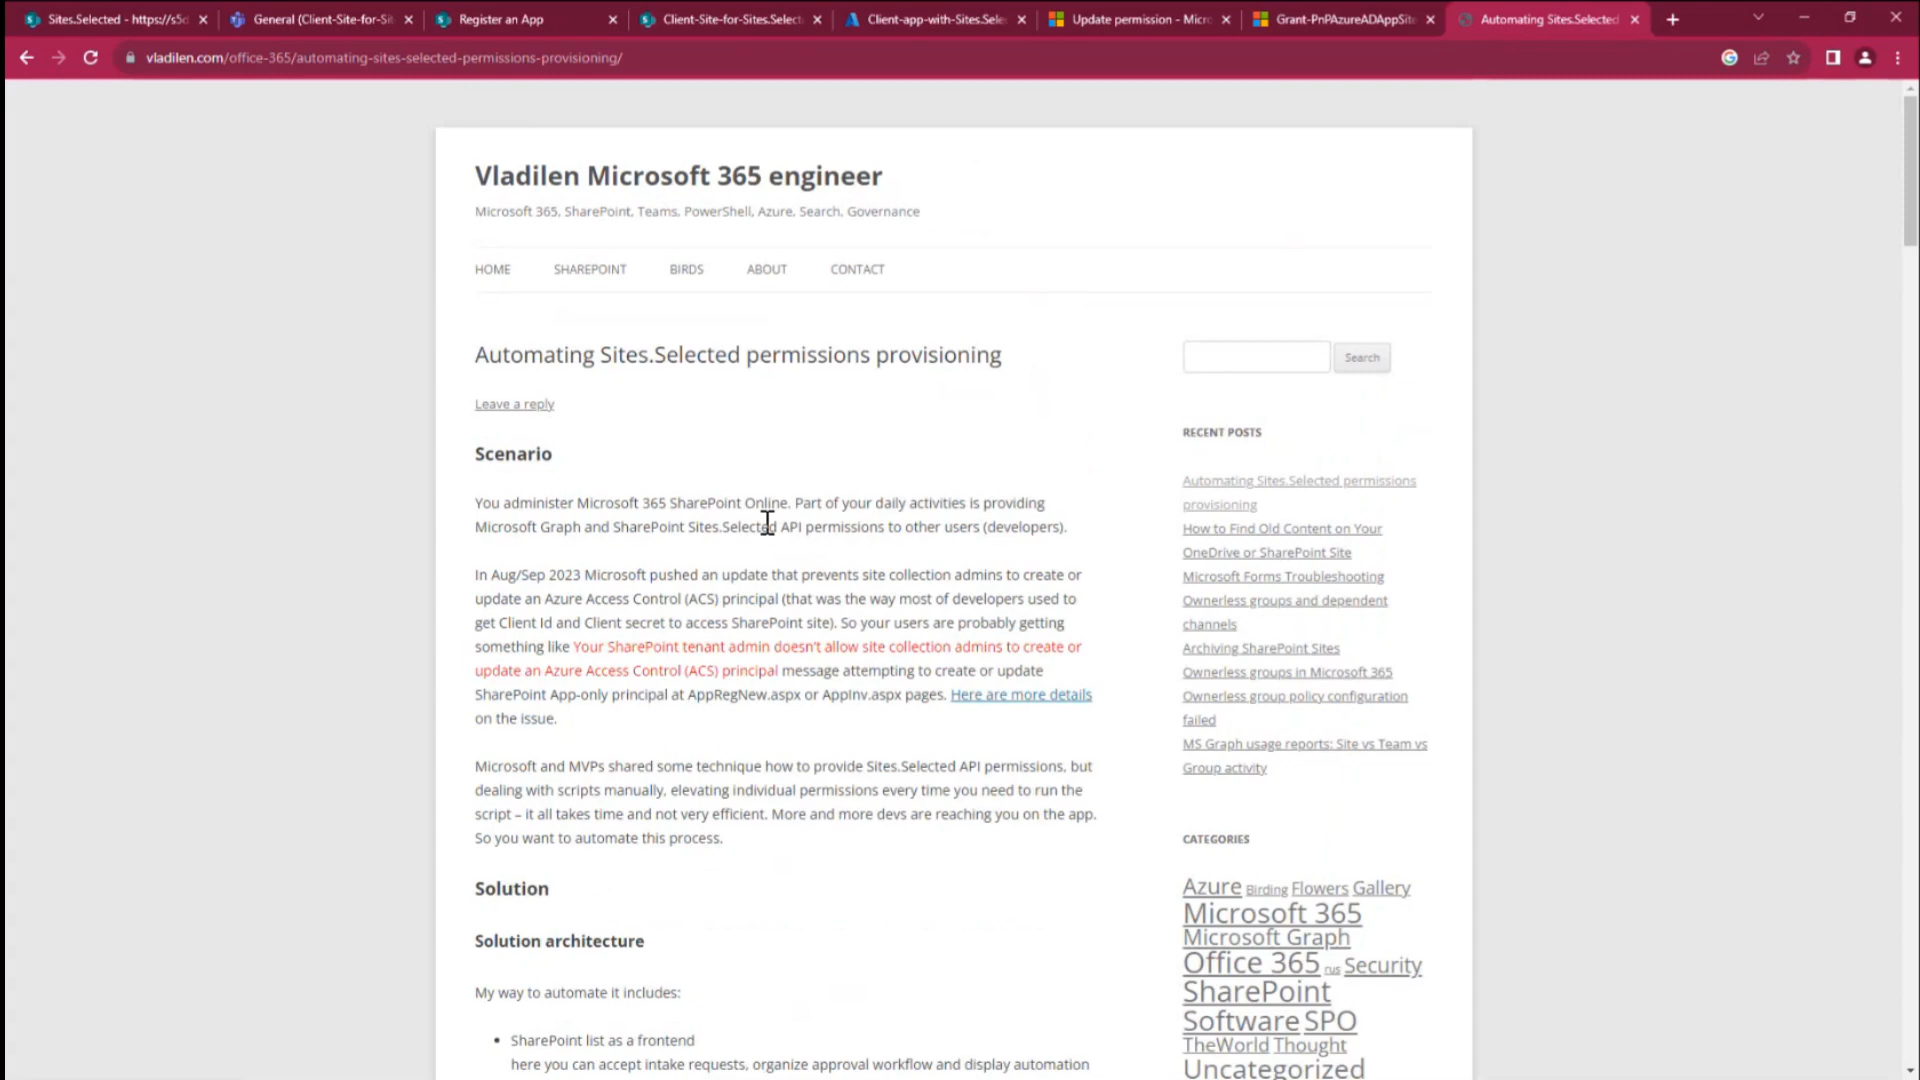 Sites.Selected - https://s5d
General (Client-Site-for-Sit
Register an App
Client-Site-for-Sites.Select
Client-app-with-Sites.Sele
Update permission - Micro
Grant-PnPAzureADAppSite
Automating Sites.Selected
vladilen.com/office-365/automating-sites-selected-permissions-provisioning/
Vladilen Microsoft 365 engineer
Microsoft 365, SharePoint, Teams, PowerShell, Azure, Search, Governance
HOME SHAREPOINT BIRDS ABOUT CONTACT
Automating Sites.Selected permissions provisioning
Leave a reply
Scenario
You administer Microsoft 365 SharePoint Online. Part of your daily activities is providing
Microsoft Graph and SharePoint Sites.Selected API permissions to other users (developers).
In Aug/Sep 2023 Microsoft pushed an update that prevents site collection admins to create or
update an Azure Access Control (ACS) principal (that was the way most of developers used to
get Client Id and Client secret to access SharePoint site). So your users are probably getting
something like Your SharePoint tenant admin doesn't allow site collection admins to create or
update an Azure Access Control (ACS) principal message attempting to create or update
SharePoint App-only principal at AppRegNew.aspx or AppInv.aspx pages. Here are more details
on the issue.
Microsoft and MVPs shared some technique how to provide Sites.Selected API permissions, but
dealing with scripts manually, elevating individual permissions every time you need to run the
script – it all takes time and not very efficient. More and more devs are reaching you on the app.
So you want to automate this process.
Solution
Solution architecture
My way to automate it includes:
• SharePoint list as a frontend
here you can accept intake requests, organize approval workflow and display automation
Search
RECENT POSTS
Automating Sites.Selected permissions
provisioning
How to Find Old Content on Your
OneDrive or SharePoint Site
Microsoft Forms Troubleshooting
Ownerless groups and dependent
channels
Archiving SharePoint Sites
Ownerless groups in Microsoft 365
Ownerless group policy configuration
failed
MS Graph usage reports: Site vs Team vs
Group activity
CATEGORIES
Azure Birding Flowers Gallery
Microsoft 365
Microsoft Graph
Office 365 rus Security
SharePoint
Software SPO
TheWorld Thought
Uncategorized